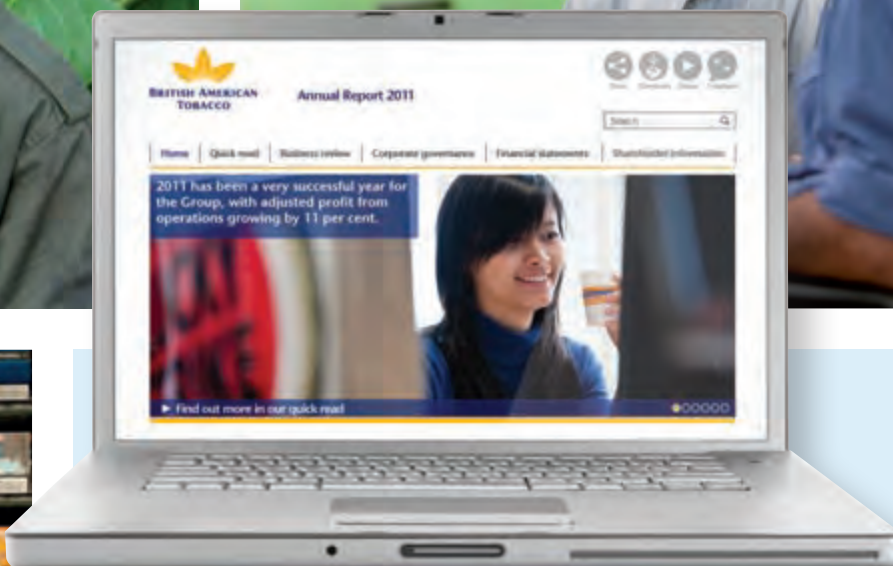 BRITISH AMERICAN
TOBACCO
Annual Report 2011
Search
Home
Quick read
Business review
Corporate governance
Financial statements
Shareholder information
2011 has been a very successful year for
the Group, with adjusted profit from
operations growing by 11 per cent.
Find out more in our quick read